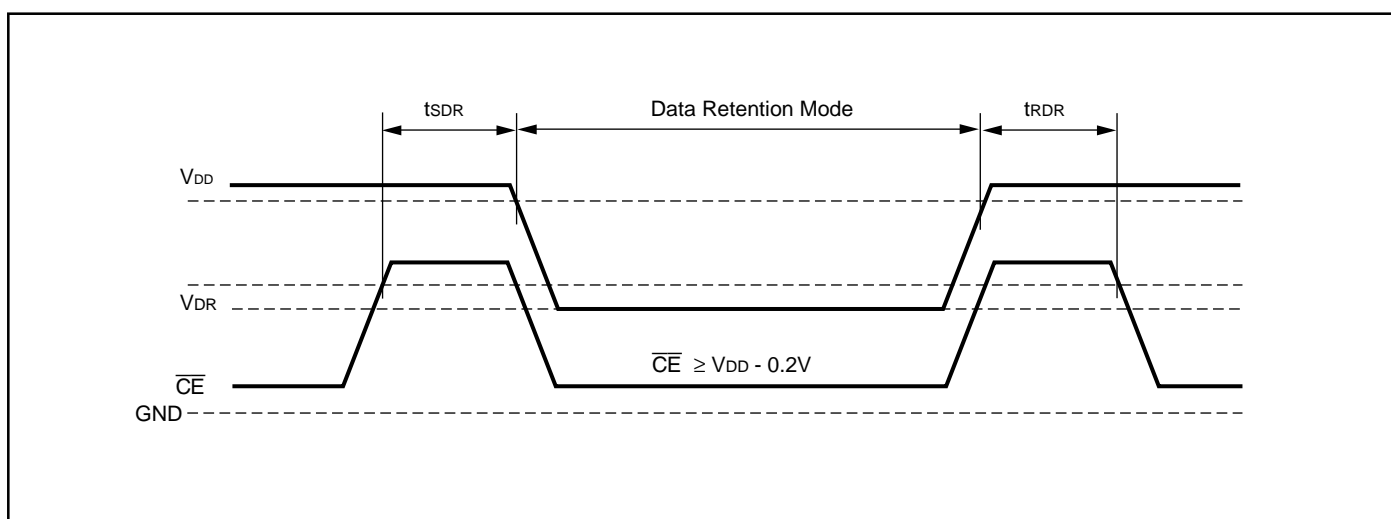 tSDR Data Retention Mode tRDR
VDD
VDR
CE ≥ VDD - 0.2V
CE
GND